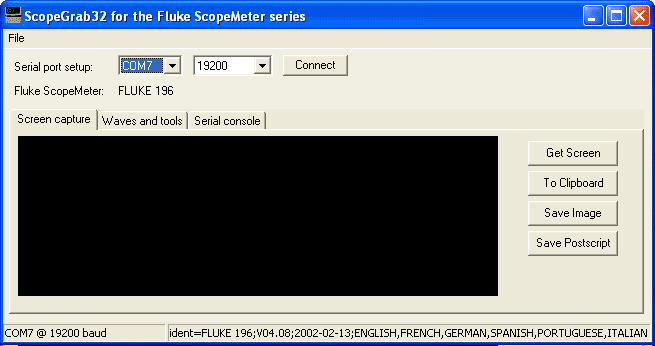 ScopeGrab32 for the Fluke ScopeMeter series
File
Serial port setup: COM7 19200 Connect
Fluke ScopeMeter: FLUKE 196
Screen capture Waves and tools Serial console
Get Screen
To Clipboard
Save Image
Save Postscript
COM7 @ 19200 baud ident=FLUKE 196;V04.08;2002-02-13;ENGLISH,FRENCH,GERMAN,SPANISH,PORTUGUESE,ITALIAN